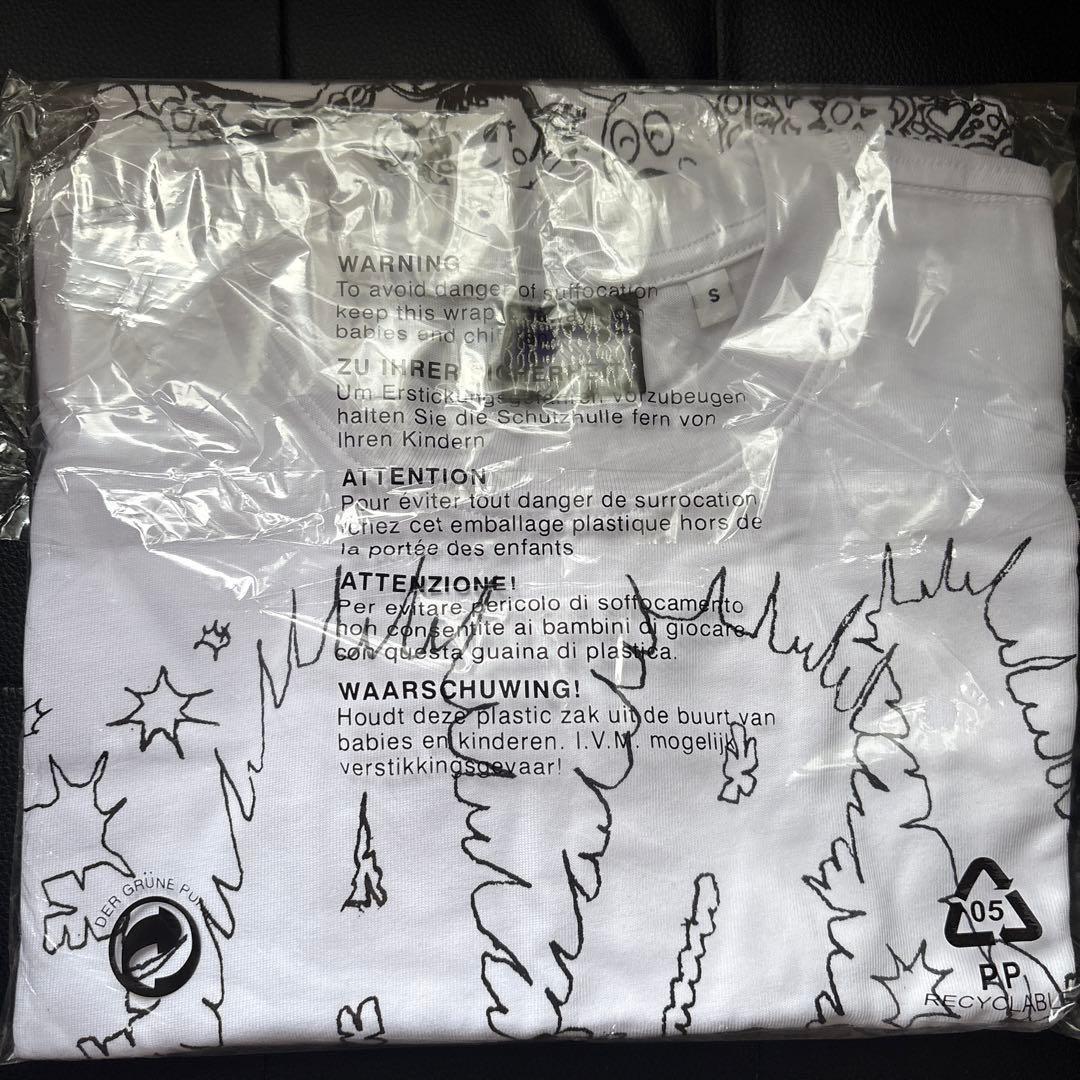 WARNING
To avoid danger of suffocation
keep this wrap
babies and
S
ZU IHRER
Um vorzubeugen
halten Sie die Schutzhulle fern von
Ihren Kindern
ATTENTION
Pour éviter tout danger de surrocation
cet emballage plastique hors de
la portée des enfants
ATTENZIONE!
Per evitare pericolo di soffocamento
non consentite ai bambini di giocare
con questa guaina di plastica.
WAARSCHUWING!
Houdt deze plastic zak uit de buurt van
babies en kinderen. I.V.M. mogelijk
verstikkingsgevaar!
DER GRÜNE PU
05
PP
RECYCLABLE